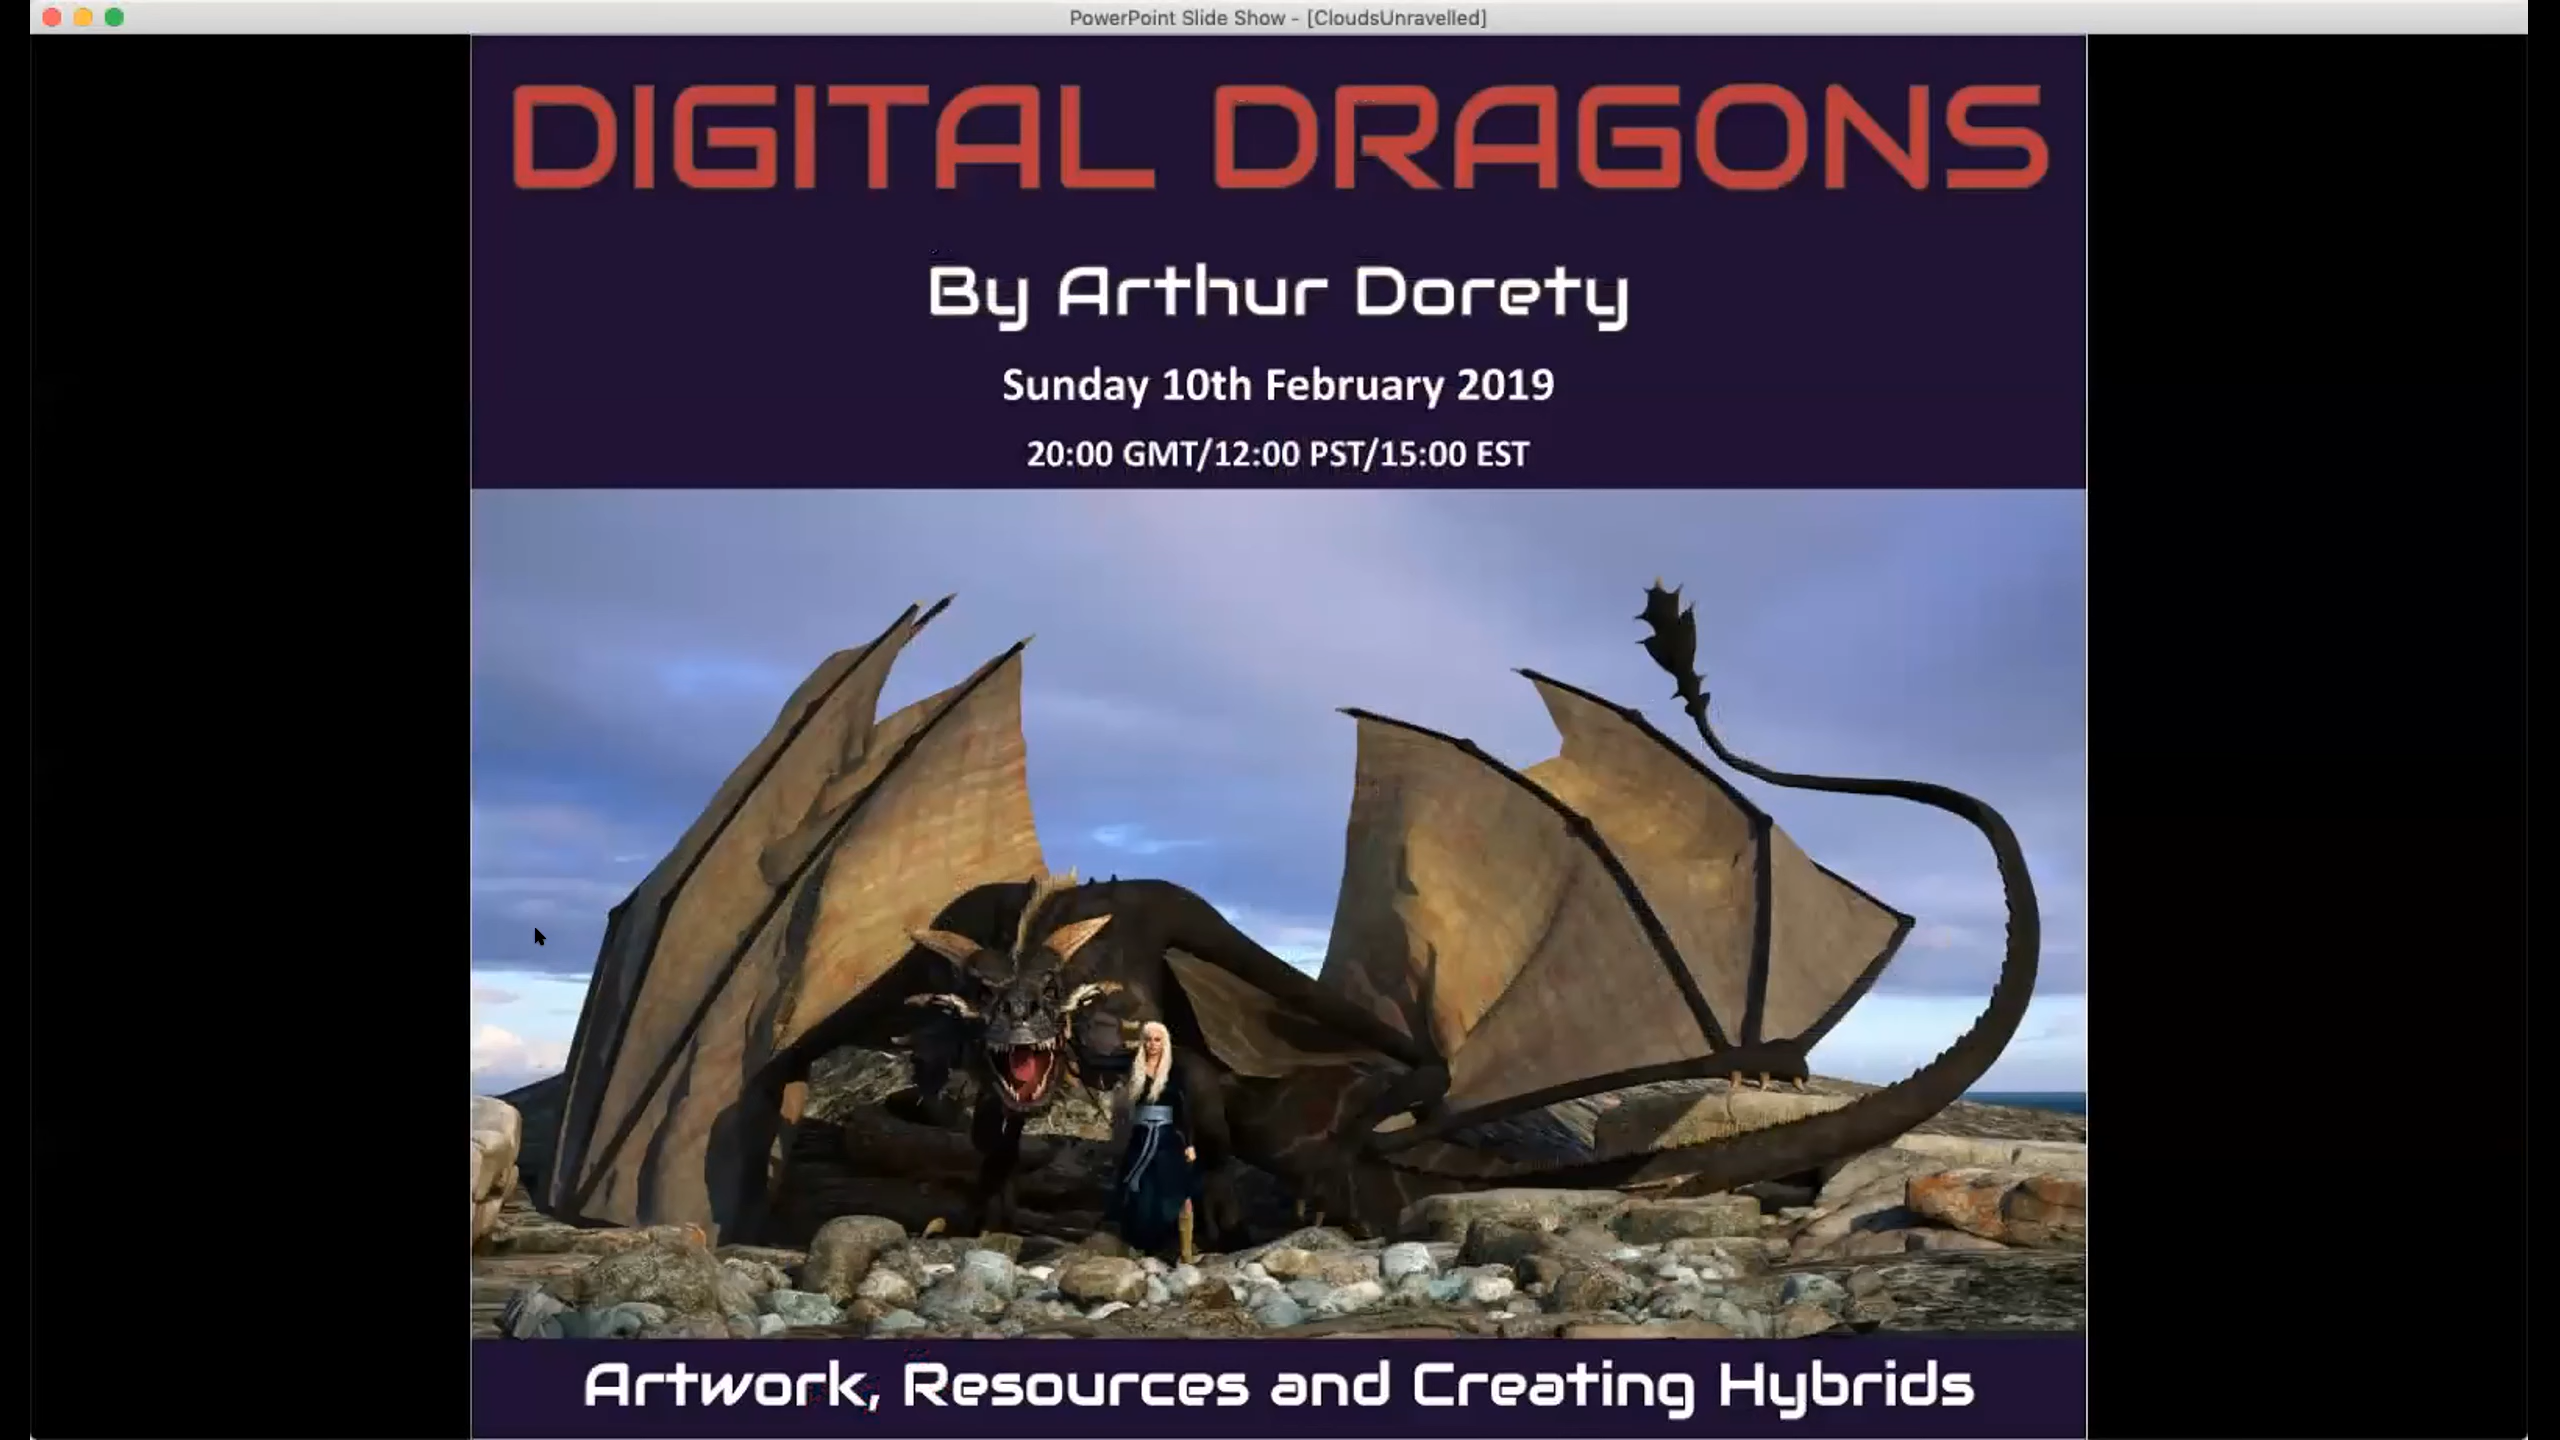 PowerPoint Slide Show - [CloudsUnravelled]
DIGITAL DRAGONS
By Arthur Dorety
Sunday 10th February 2019
20:00 GMT/12:00 PST/15:00 EST
Artwork, Resources and Creating Hybrids